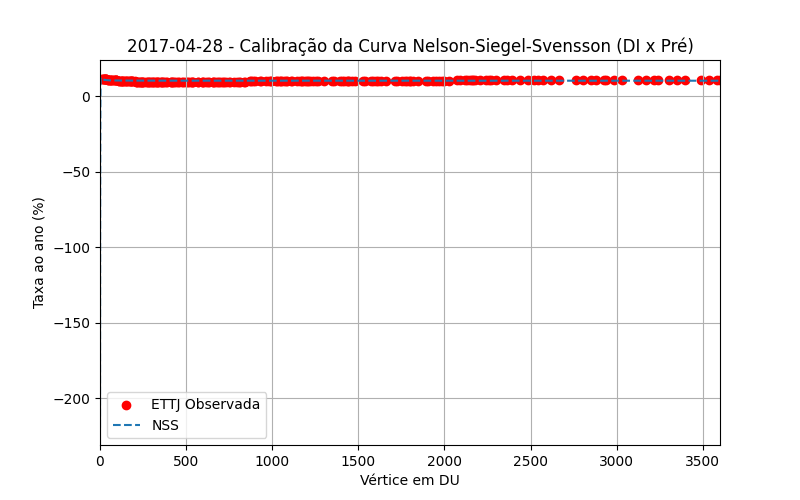 2017-04-28 - Calibração da Curva Nelson-Siegel-Svensson (DI x Pré)
Taxa ao ano (%)
0
−50
−100
−150
−200
ETTJ Observada
NSS
0 500 1000 1500 2000 2500 3000 3500
Vértice em DU